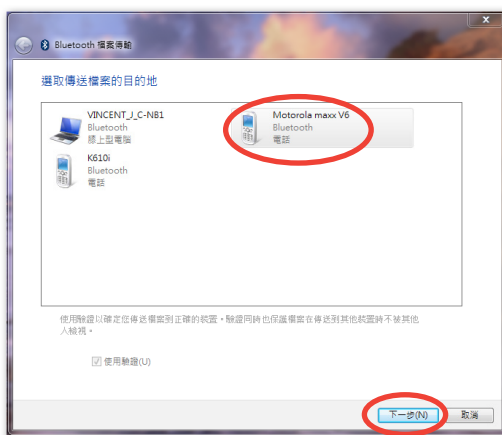 Bluetooth 檔案傳輸
選取傳送檔案的目的地
VINCENT_J_C-NB1
Bluetooth
膝上型電腦
Motorola maxx V6
Bluetooth
電話
K610i
Bluetooth
電話
使用驗證以確定您傳送檔案到正確的裝置。驗證同時也保護檔案在傳送到其他裝置時不被其他
人檢視。
使用驗證(U)
下一步(N)
取消